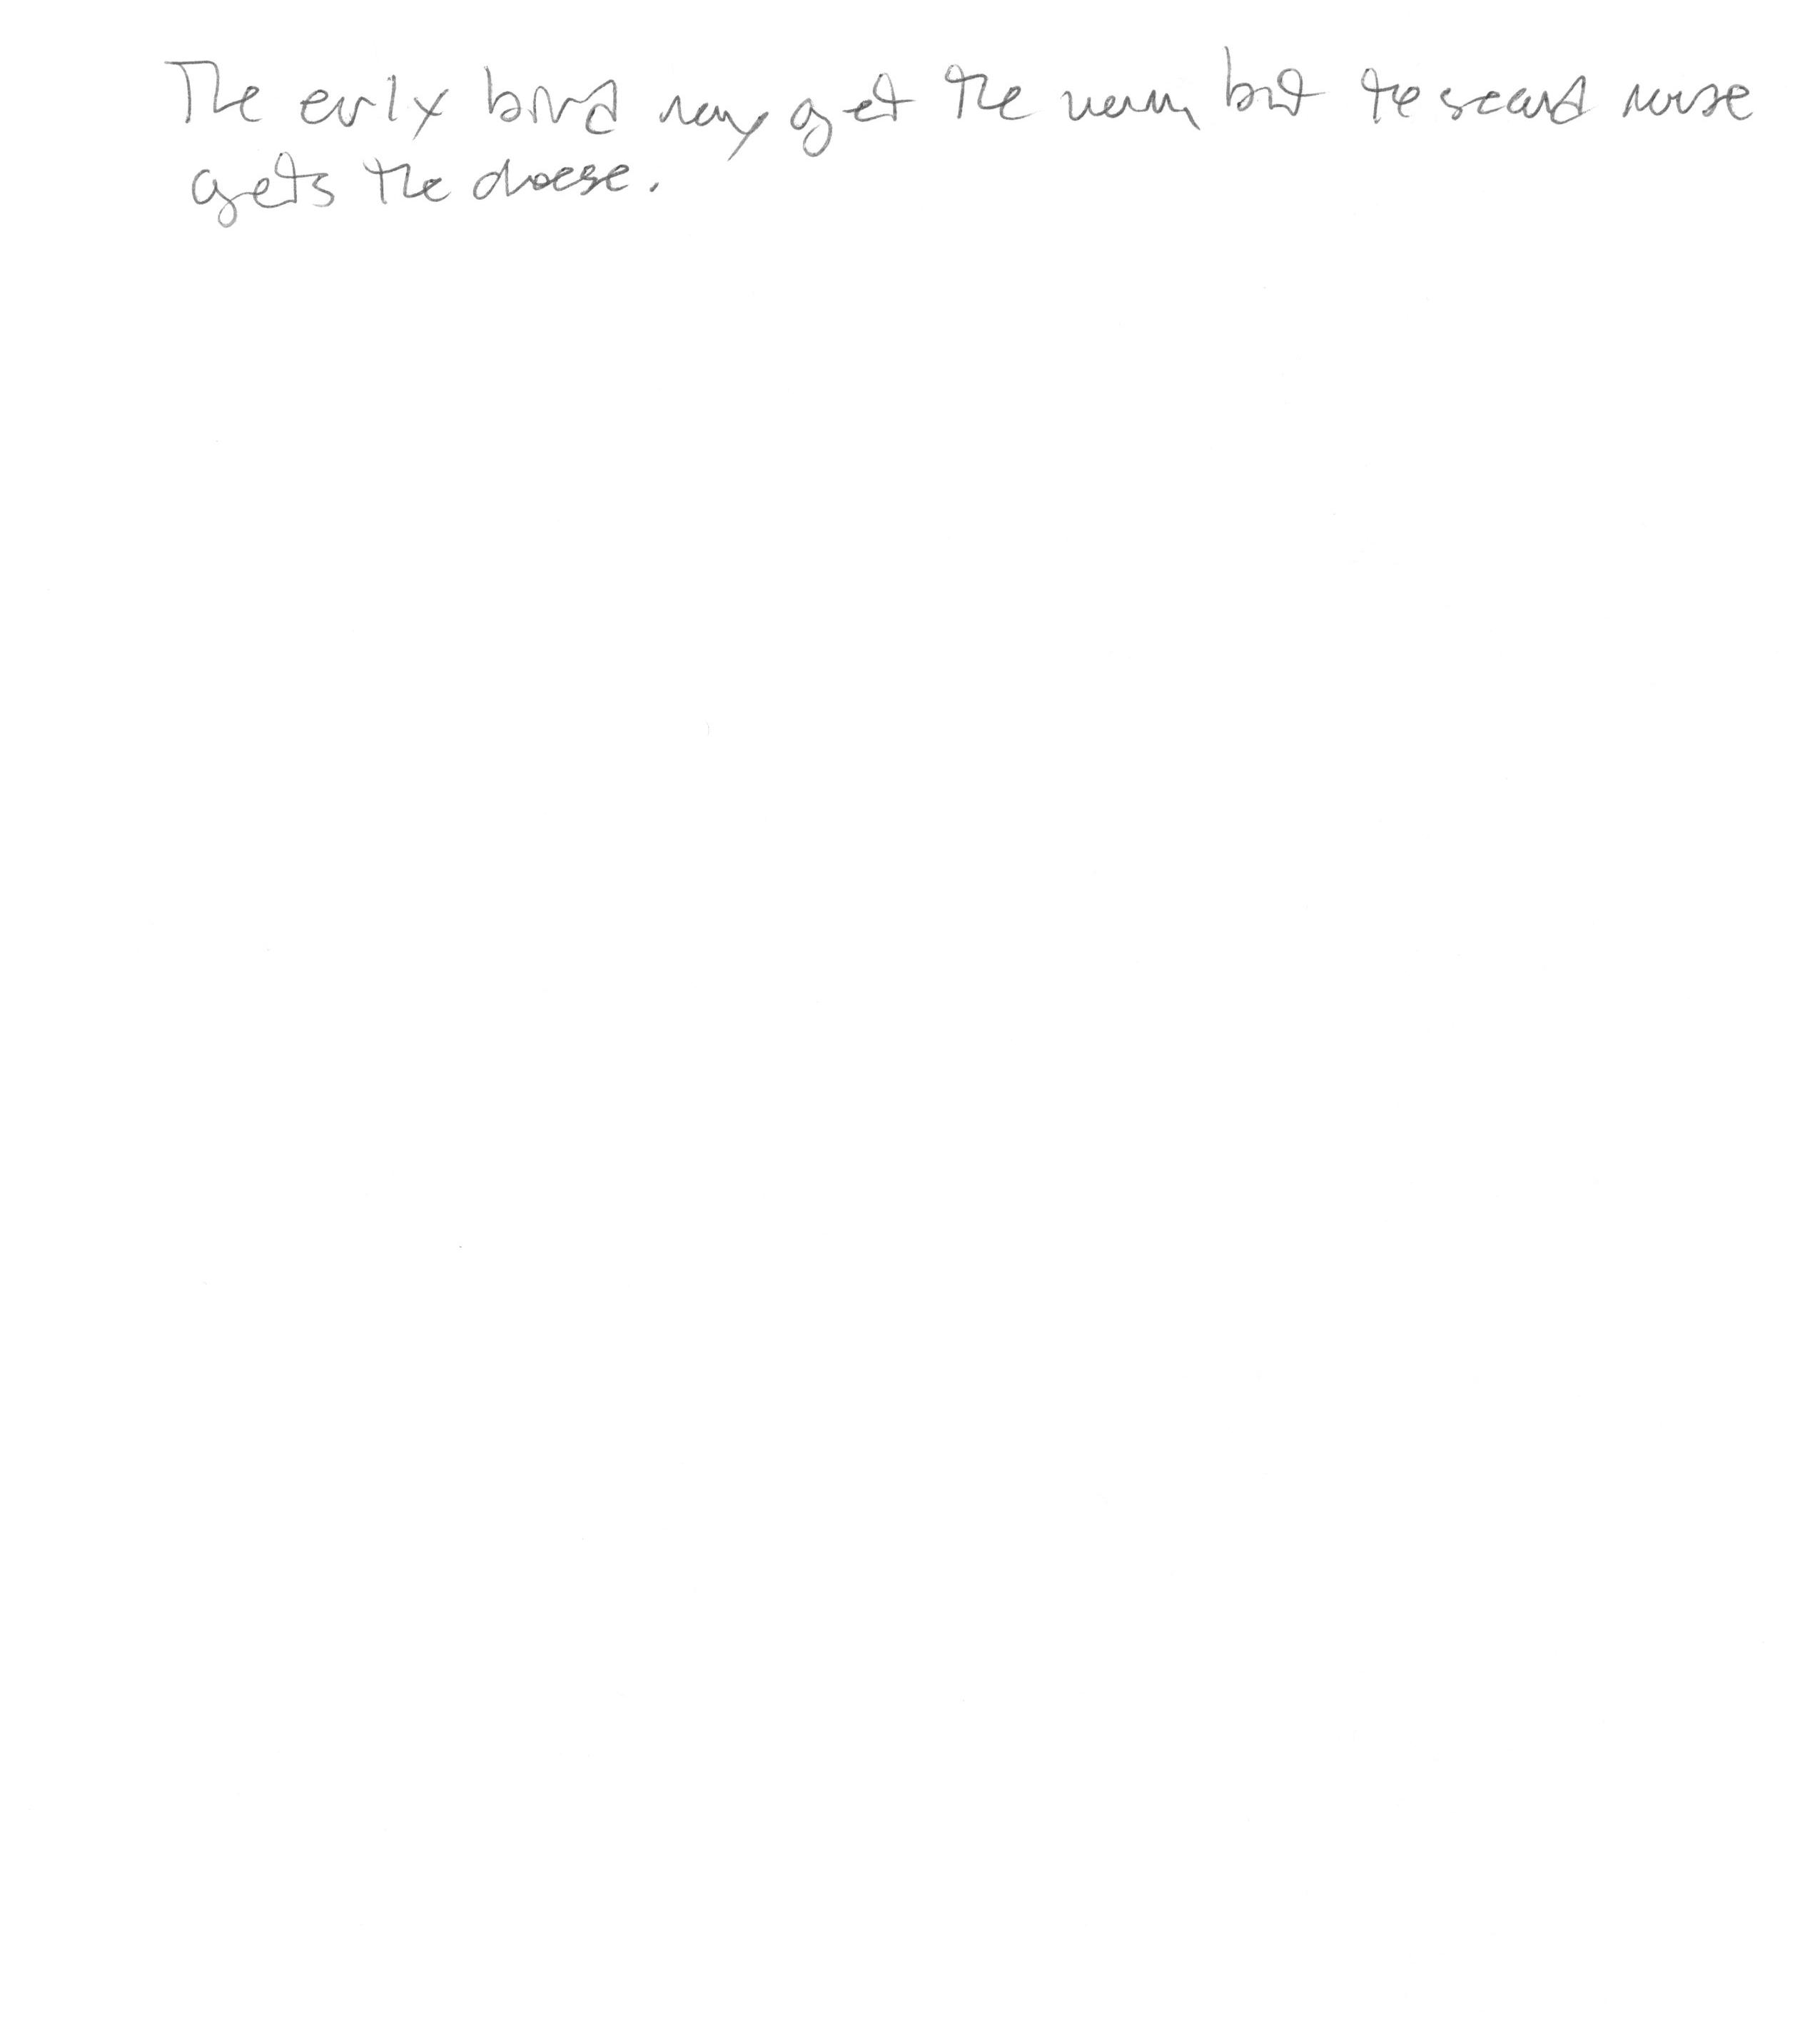 The early bird may get the worm, but the second mouse
gets the cheese.